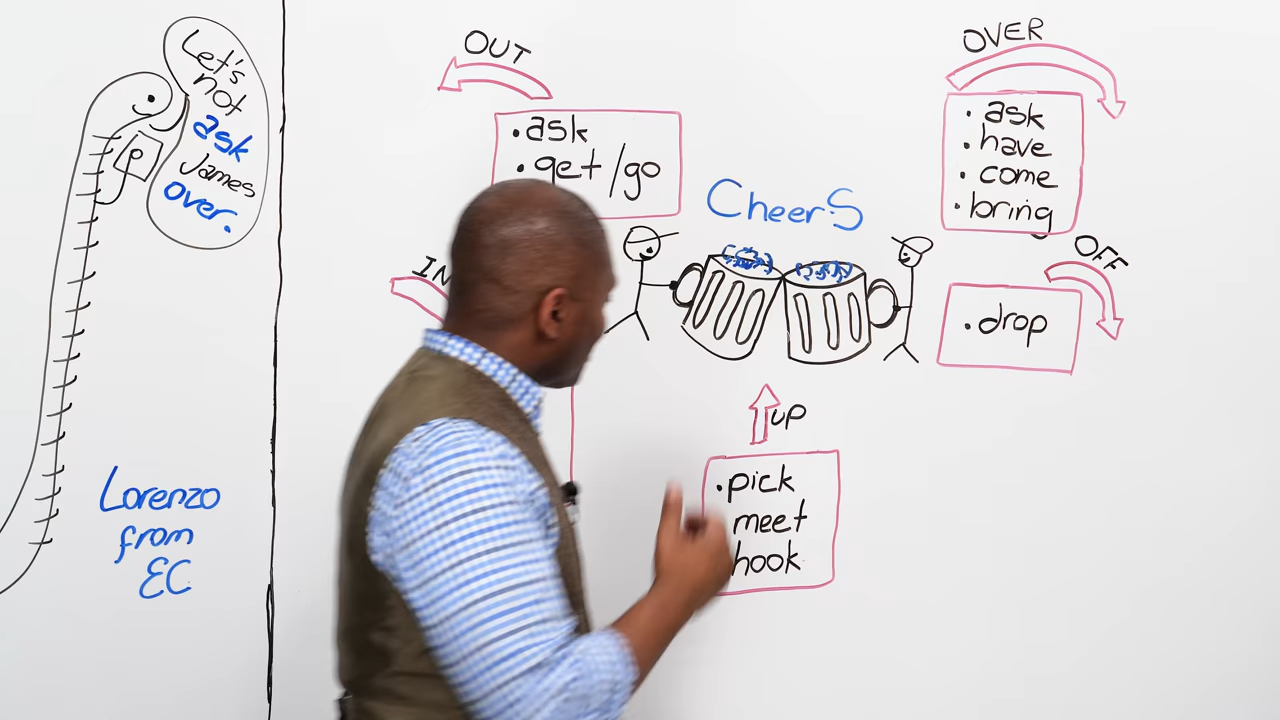 Let's
not
ask
James
over.
P
Lorenzo
from
EC
OUT
• ask
• get / go
IN
CheerS
OVER
• ask
• have
• come
• bring
OFF
• drop
UP
• pick
meet
hook